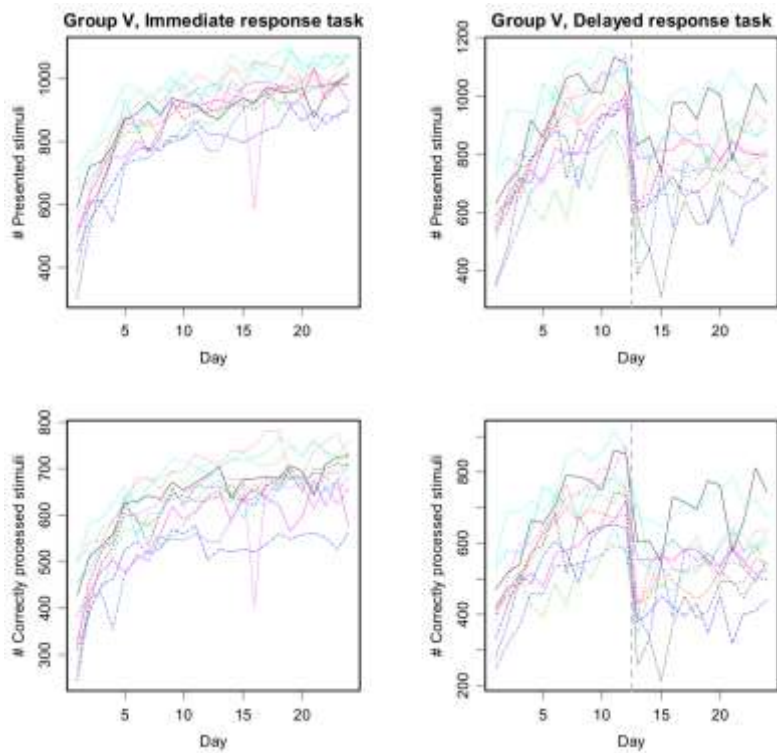 Group V, Immediate response task
# Presented stimuli
400 600 800 1000
5 10 15 20
Day
Group V, Delayed response task
# Presented stimuli
400 600 800 1000 1200
5 10 15 20
Day
# Correctly processed stimuli
300 400 500 600 700 800
5 10 15 20
Day
# Correctly processed stimuli
200 400 600 800
5 10 15 20
Day